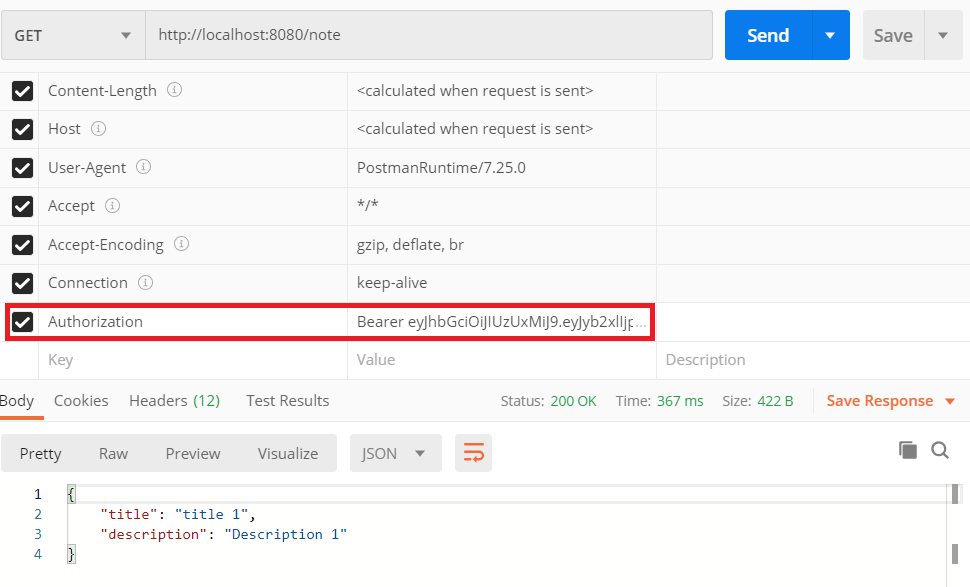 GET http://localhost:8080/note Send Save
Content-Length <calculated when request is sent>
Host <calculated when request is sent>
User-Agent PostmanRuntime/7.25.0
Accept */*
Accept-Encoding gzip, deflate, br
Connection keep-alive
Authorization Bearer eyJhbGciOiJIUzUxMiJ9.eyJyb2xlIjp...
Key Value Description
Body Cookies Headers (12) Test Results Status: 200 OK Time: 367 ms Size: 422 B Save Response
Pretty Raw Preview Visualize JSON
1 {
2 "title": "title 1",
3 "description": "Description 1"
4 }